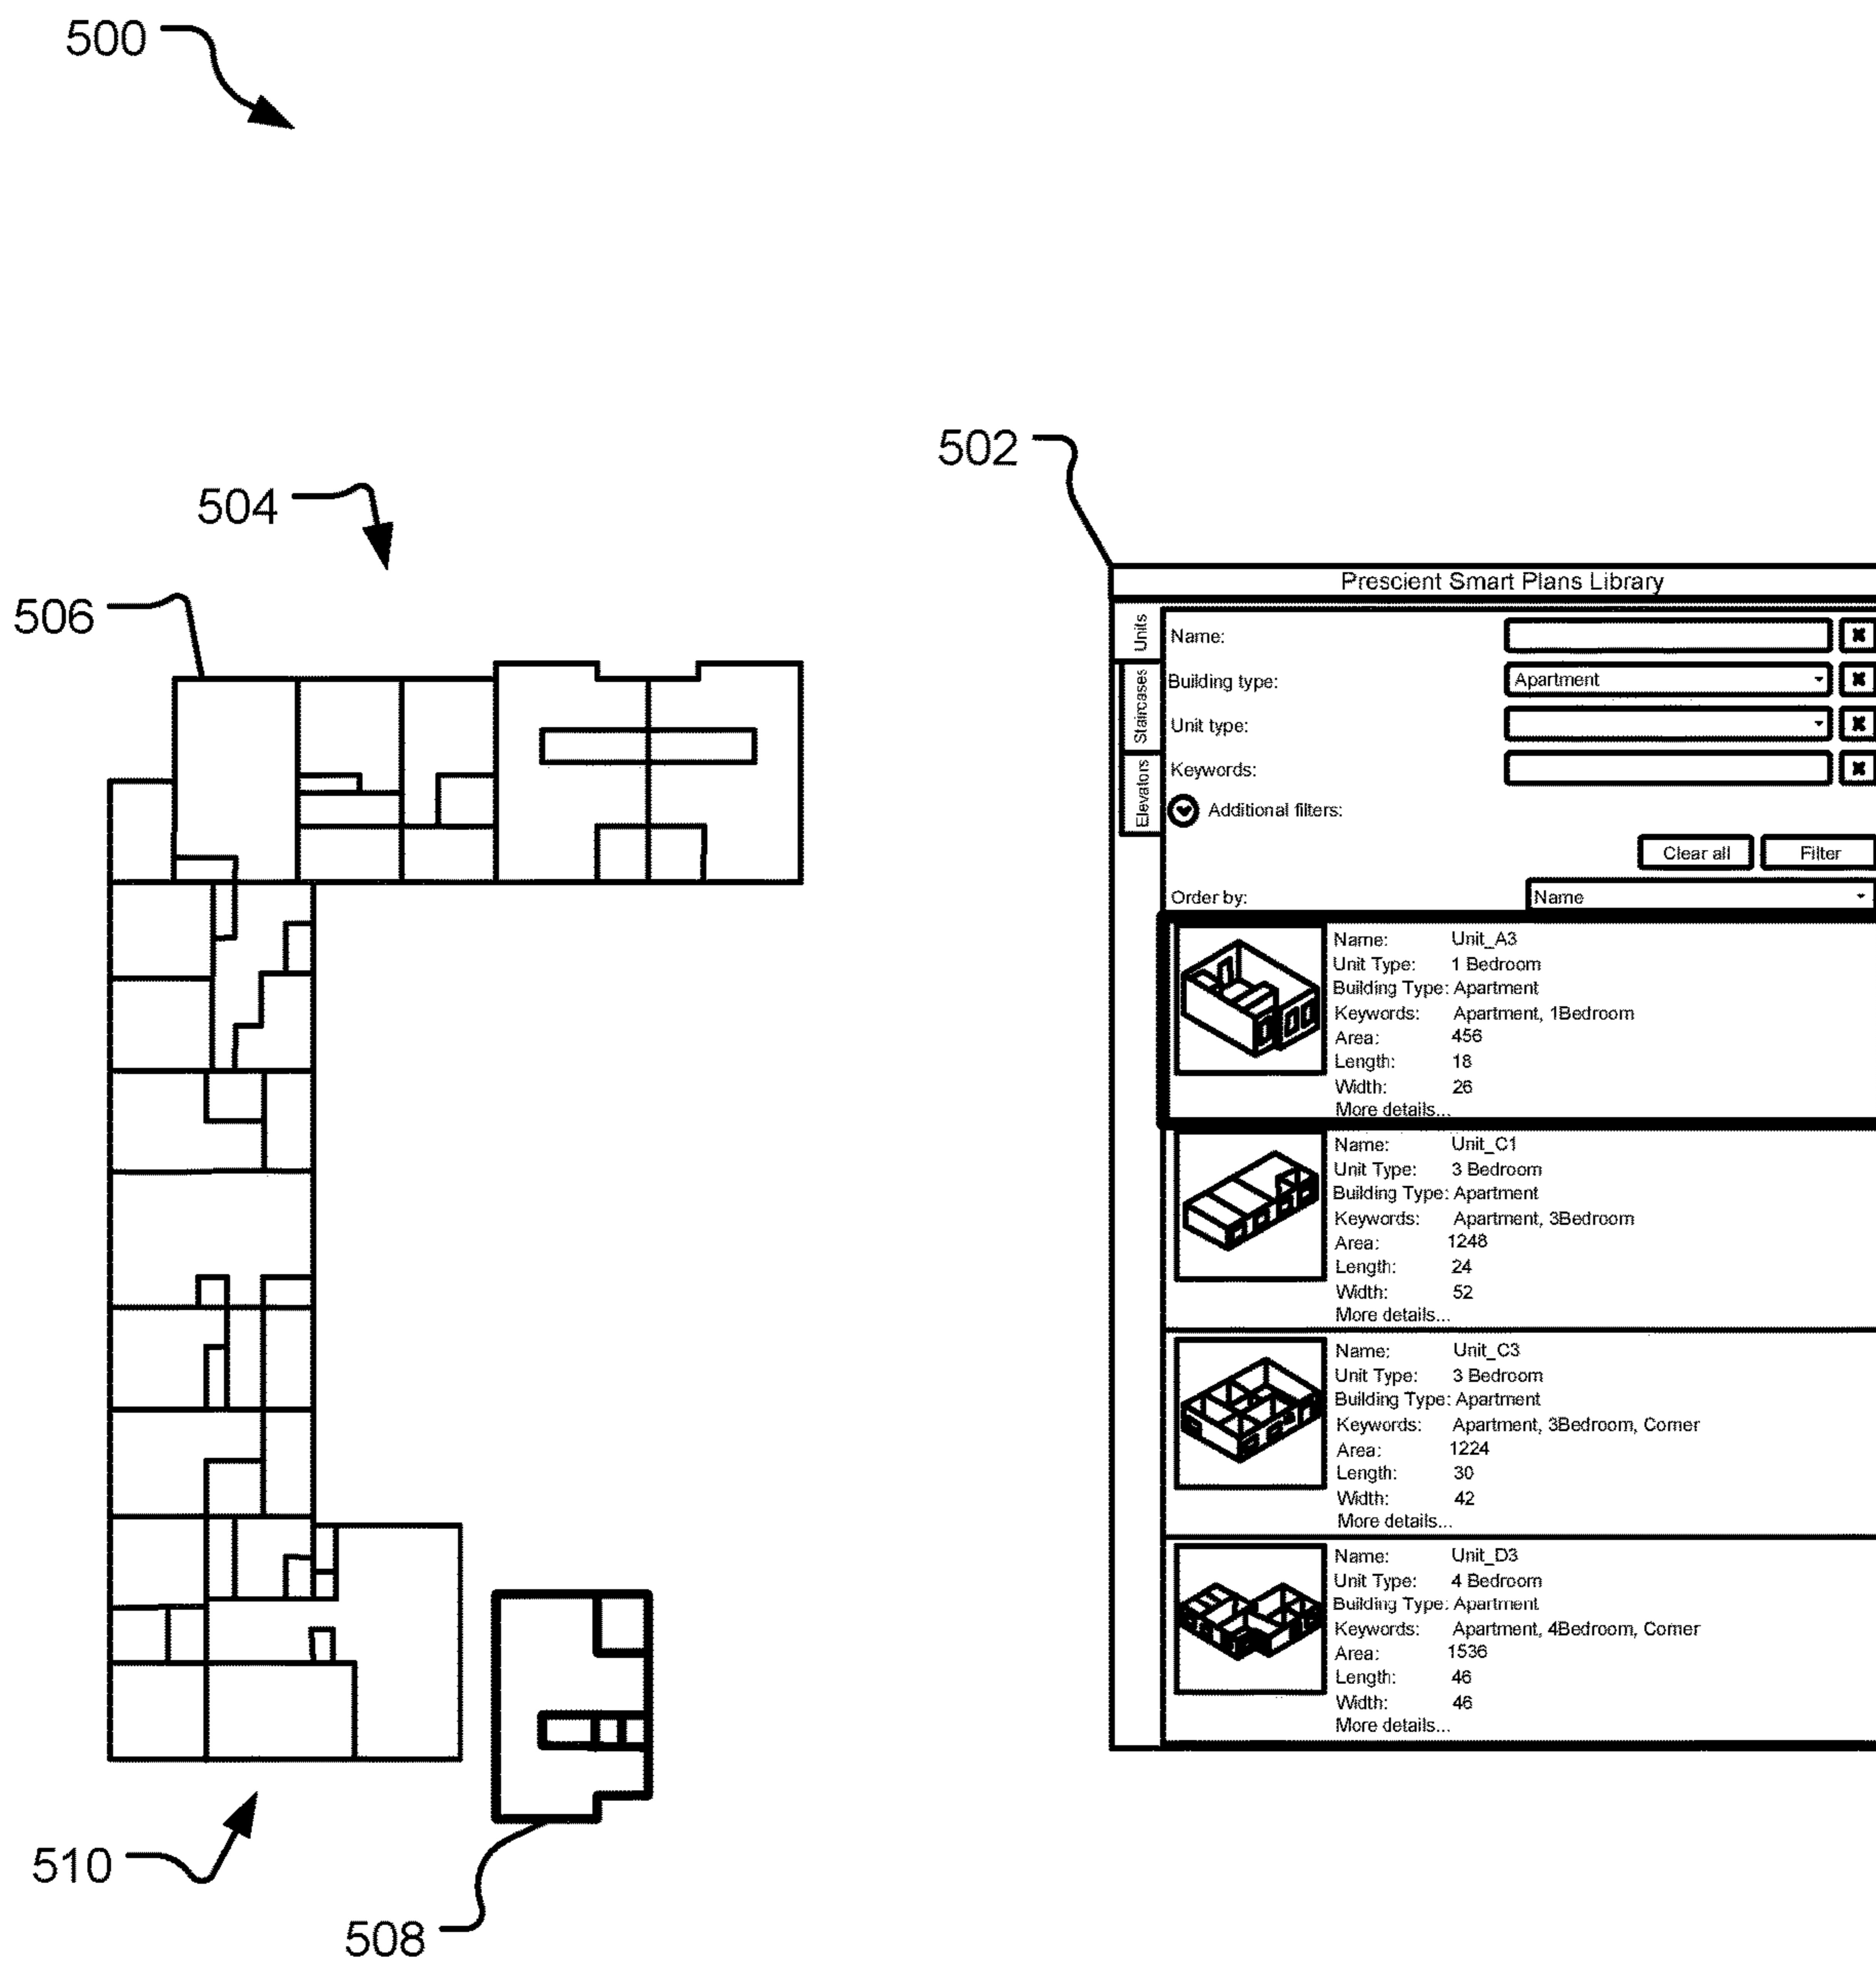 500
502
504
506
Prescient Smart Plans Library
Units
Staircases
Elevators
Name:
Building type: Apartment
Unit type:
Keywords:
Additional filters:
Clear all Filter
Order by: Name
Name: Unit_A3
Unit Type: 1 Bedroom
Building Type: Apartment
Keywords: Apartment, 1Bedroom
Area: 456
Length: 18
Width: 26
More details...
Name: Unit_C1
Unit Type: 3 Bedroom
Building Type: Apartment
Keywords: Apartment, 3Bedroom
Area: 1248
Length: 24
Width: 52
More details...
Name: Unit_C3
Unit Type: 3 Bedroom
Building Type: Apartment
Keywords: Apartment, 3Bedroom, Corner
Area: 1224
Length: 30
Width: 42
More details...
Name: Unit_D3
Unit Type: 4 Bedroom
Building Type: Apartment
Keywords: Apartment, 4Bedroom, Corner
Area: 1536
Length: 46
Width: 46
More details...
510
508